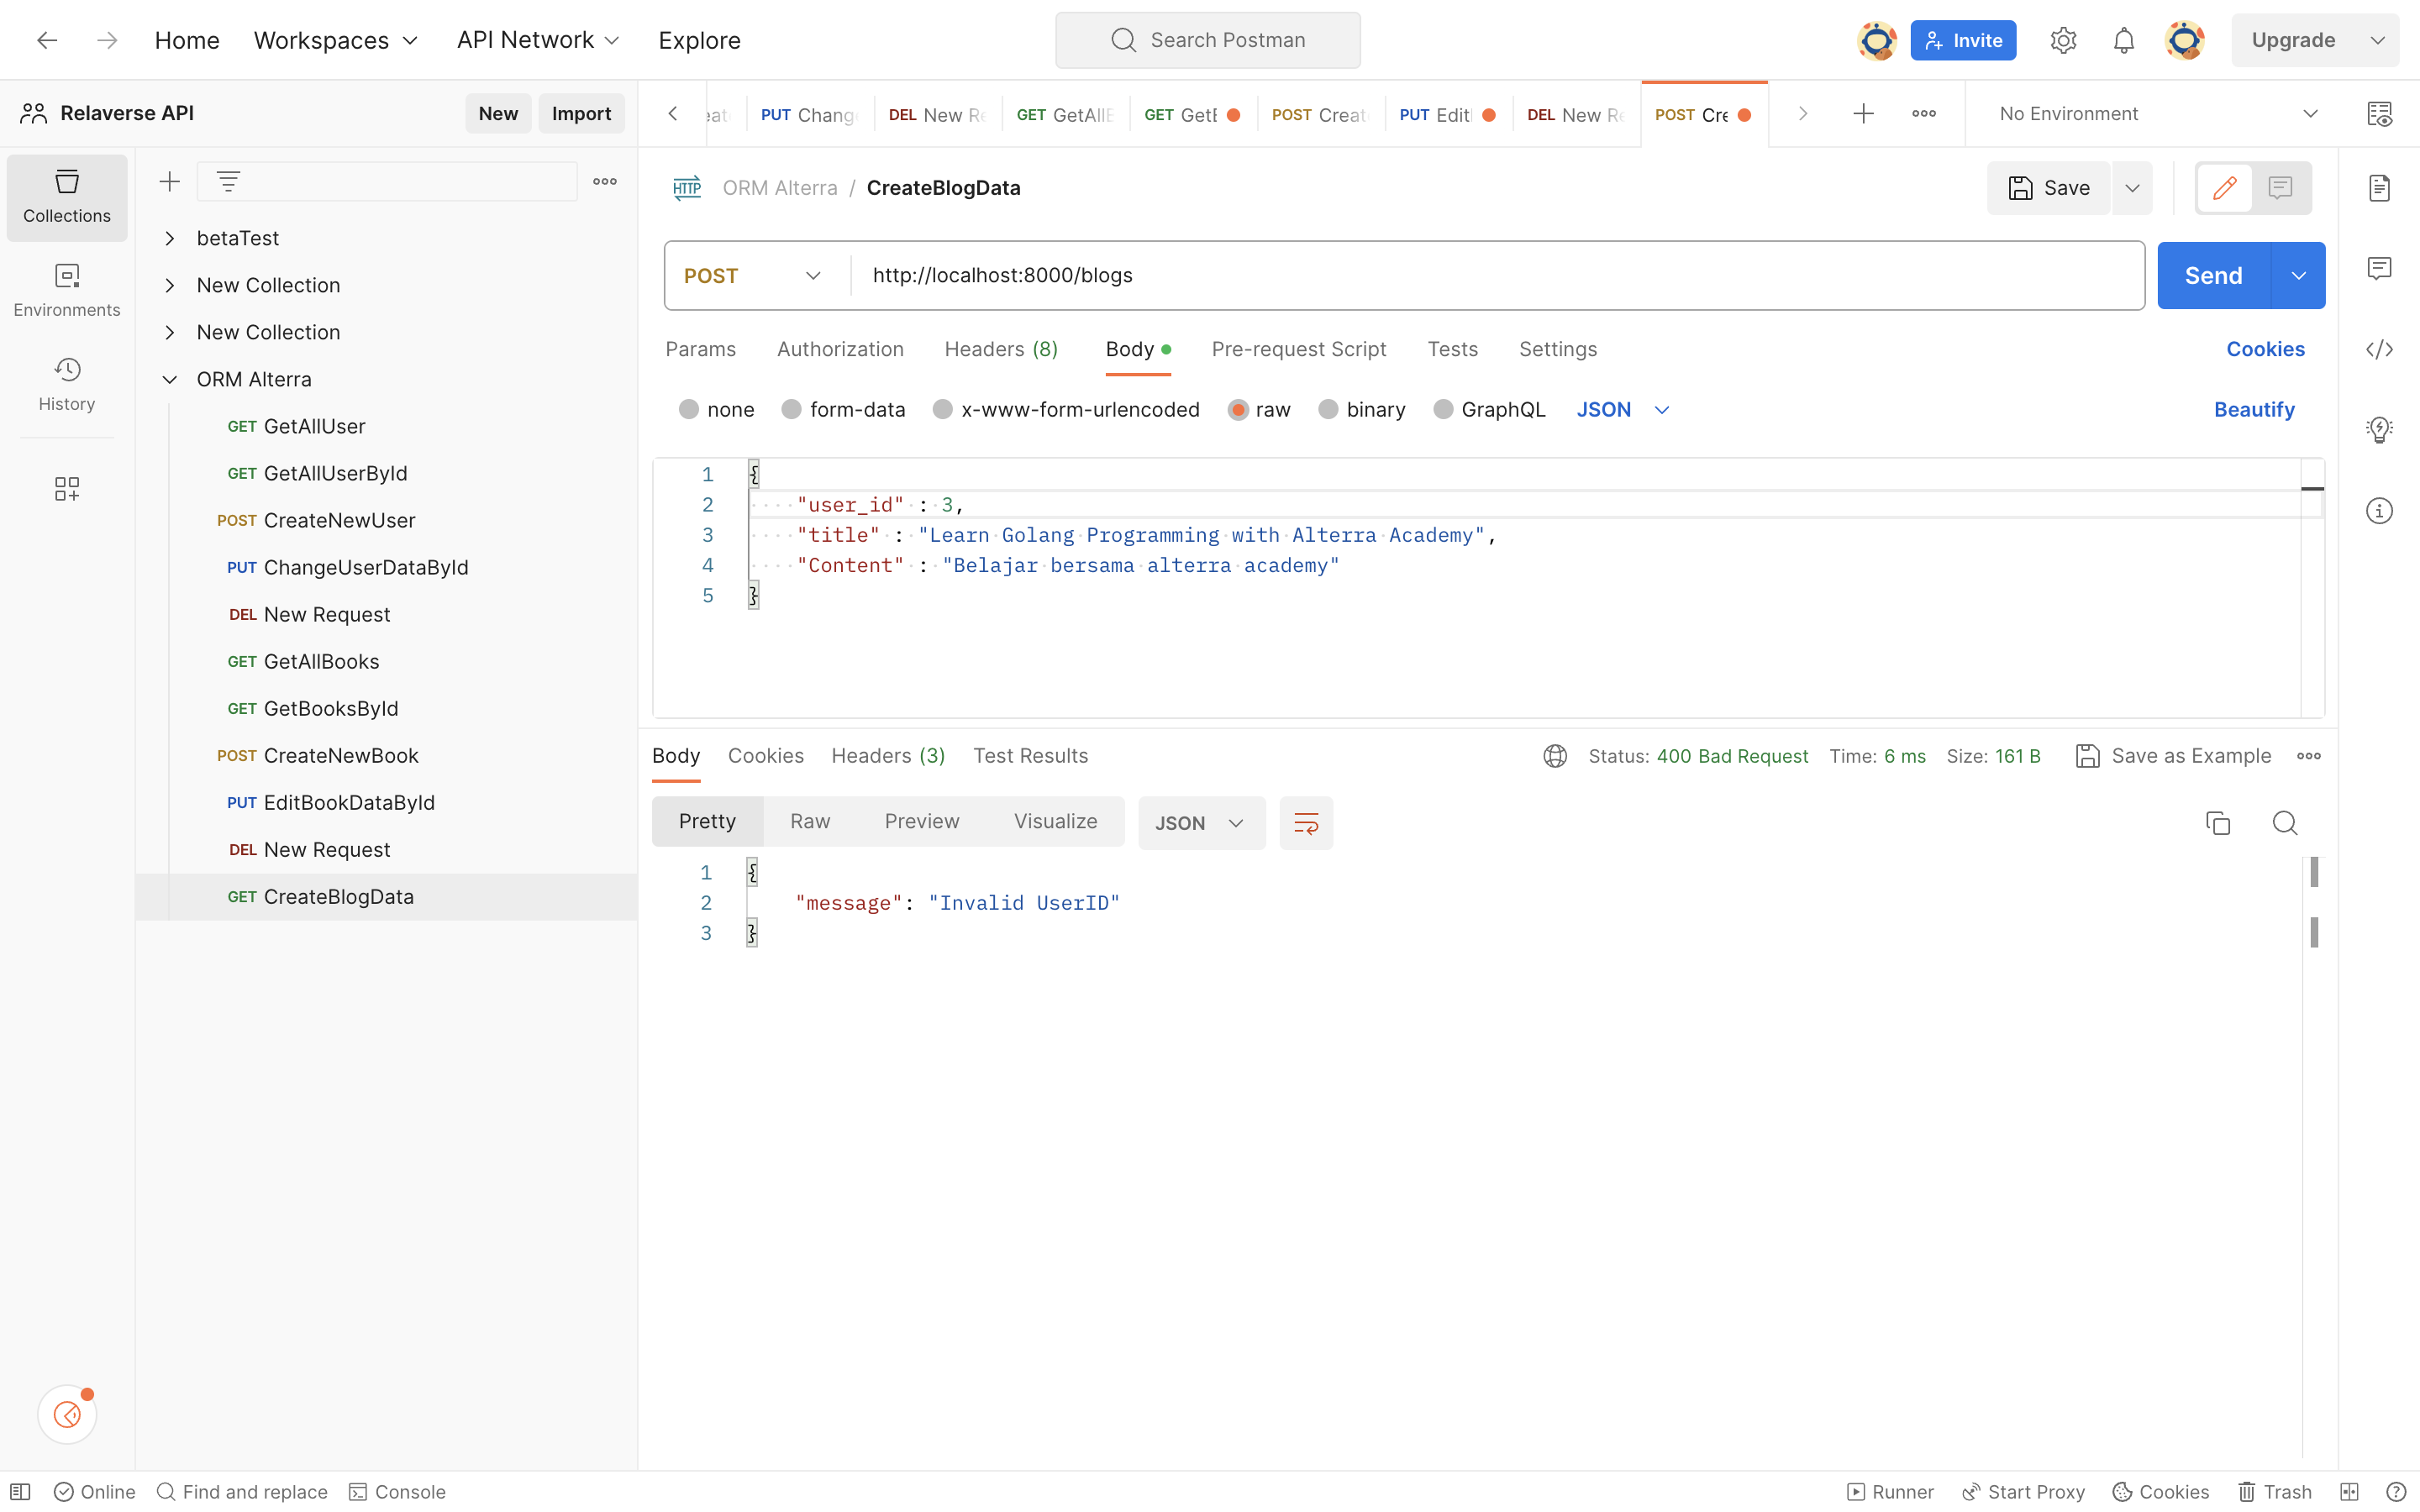 Home Workspaces API Network Explore Search Postman Invite Upgrade
Relaverse API New Import
PUT Chang DEL New Re GET GetAllE GET GetE POST Creat PUT Edit DEL New Re POST Cre No Environment
Collections
Environments
History
betaTest
New Collection
New Collection
ORM Alterra
GET GetAllUser
GET GetAllUserById
POST CreateNewUser
PUT ChangeUserDataById
DEL New Request
GET GetAllBooks
GET GetBooksById
POST CreateNewBook
PUT EditBookDataById
DEL New Request
GET CreateBlogData
HTTP ORM Alterra / CreateBlogData Save
POST http://localhost:8000/blogs Send
Params Authorization Headers (8) Body Pre-request Script Tests Settings Cookies
none form-data x-www-form-urlencoded raw binary GraphQL JSON Beautify
1 {
2 "user_id" : 3,
3 "title" : "Learn Golang Programming with Alterra Academy",
4 "Content" : "Belajar bersama alterra academy"
5 }
Body Cookies Headers (3) Test Results Status: 400 Bad Request Time: 6 ms Size: 161 B Save as Example
Pretty Raw Preview Visualize JSON
1 {
2 "message": "Invalid UserID"
3 }
Online Find and replace Console Runner Start Proxy Cookies Trash